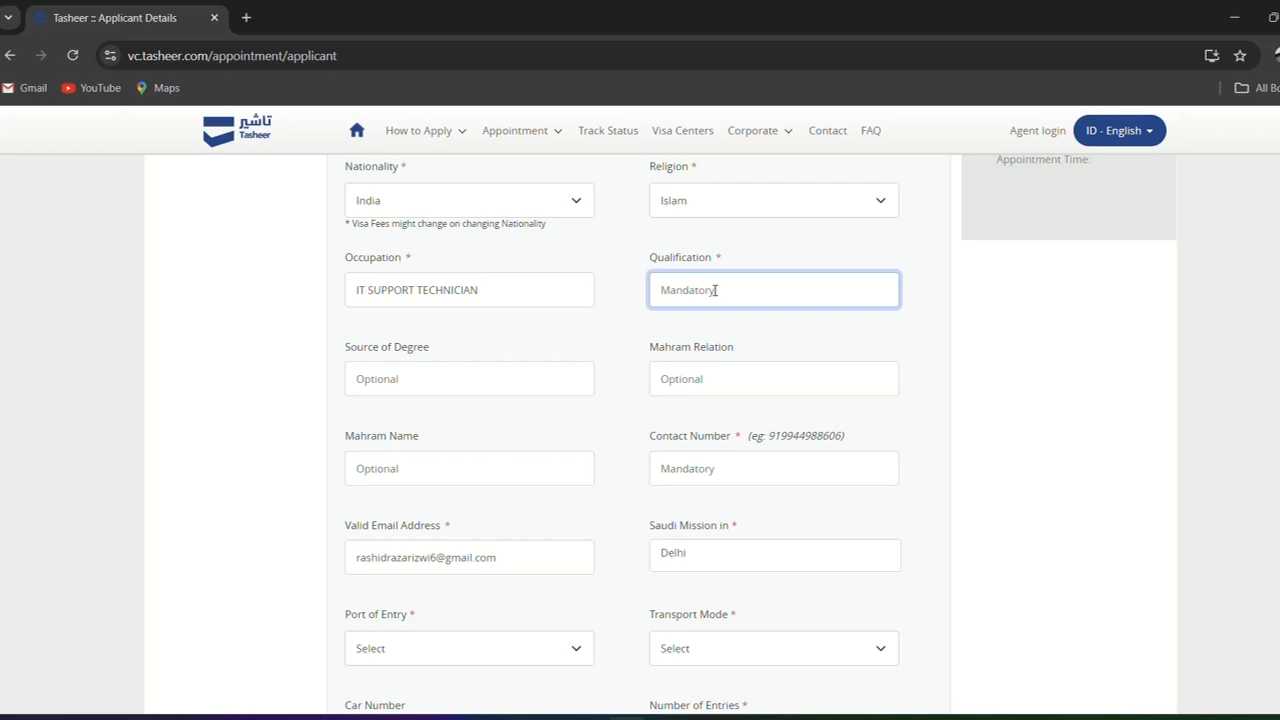 Tasheer :: Applicant Details
vc.tasheer.com/appointment/applicant
Gmail YouTube Maps
تأشير
Tasheer
How to Apply Appointment Track Status Visa Centers Corporate Contact FAQ
Agent login ID - English
Appointment Time:
Nationality * Religion *
India Islam
* Visa Fees might change on changing Nationality
Occupation * Qualification *
IT SUPPORT TECHNICIAN Mandatory
Source of Degree Mahram Relation
Optional Optional
Mahram Name Contact Number * (eg: 919944988606)
Optional Mandatory
Valid Email Address * Saudi Mission in *
rashidrazarizwi6@gmail.com Delhi
Port of Entry * Transport Mode *
Select Select
Car Number Number of Entries *